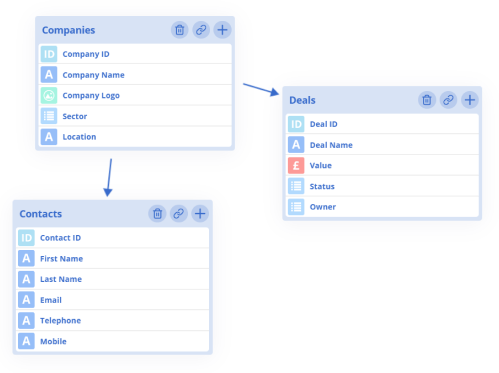 Companies
ID Company ID
A Company Name
Company Logo
Sector
A Location
Deals
ID Deal ID
A Deal Name
£ Value
Status
Owner
Contacts
ID Contact ID
A First Name
A Last Name
A Email
A Telephone
A Mobile